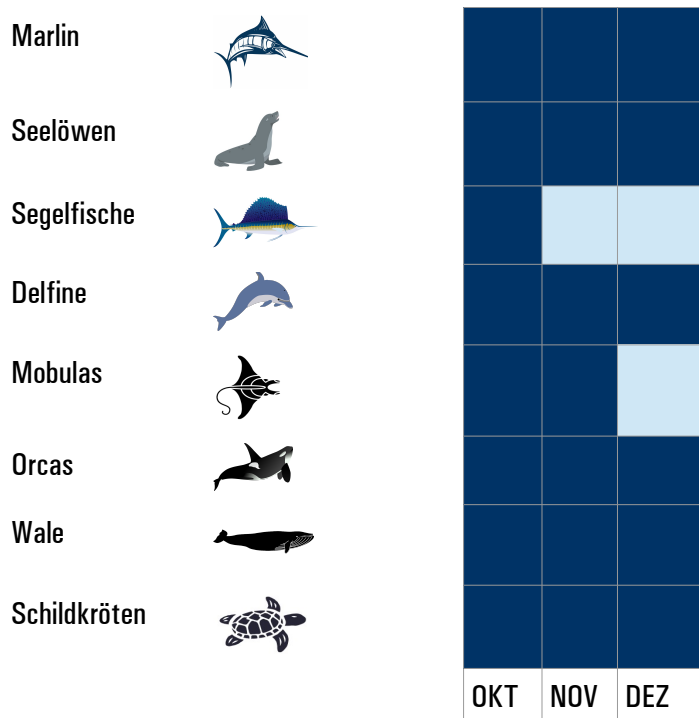 Marlin
Seelöwen
Segelfische
Delfine
Mobulas
Orcas
Wale
Schildkröten
OKT NOV DEZ